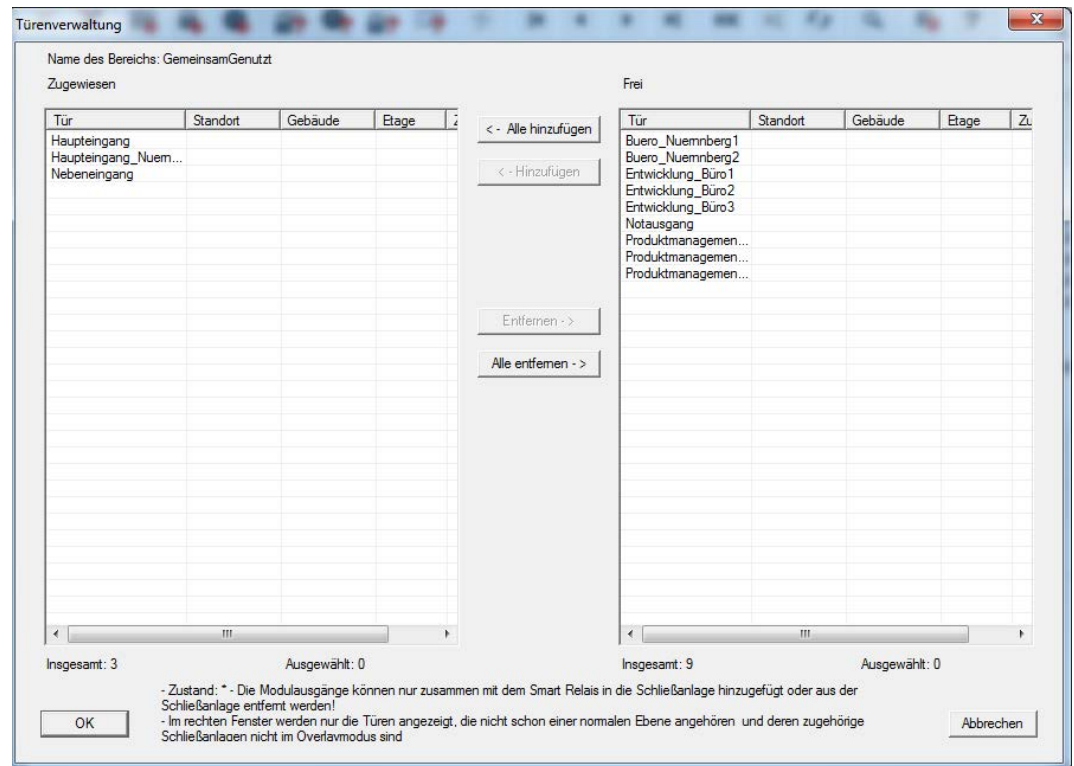 Türenverwaltung
Name des Bereichs: GemeinsamGenutzt
Zugewiesen
Tür Standort Gebäude Etage
Haupteingang
Haupteingang_Nuern...
Nebeneingang
Insgesamt: 3 Ausgewählt: 0
<- Alle hinzufügen
<- Hinzufügen
Entfernen ->
Alle entfernen ->
Frei
Tür Standort Gebäude Etage Zu
Buero_Nuernnberg1
Buero_Nuernnberg2
Entwicklung_Büro1
Entwicklung_Büro2
Entwicklung_Büro3
Notausgang
Produktmanagemen...
Produktmanagemen...
Produktmanagemen...
Insgesamt: 9 Ausgewählt: 0
- Zustand: * - Die Modulausgänge können nur zusammen mit dem Smart Relais in die Schließanlage hinzugefügt oder aus der
Schließanlage entfernt werden!
- Im rechten Fenster werden nur die Türen angezeigt, die nicht schon einer normalen Ebene angehören und deren zugehörige
Schließanlagen nicht im Overlaymodus sind
OK
Abbrechen